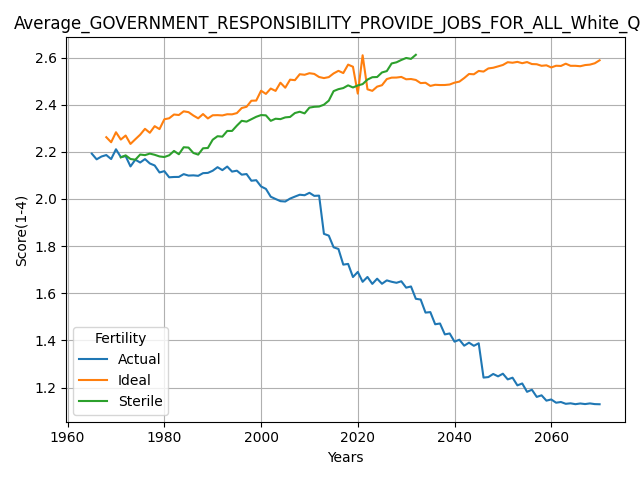 Average_GOVERNMENT_RESPONSIBILITY_PROVIDE_JOBS_FOR_ALL_White_Q
Score(1-4)
2.6
2.4
2.2
2.0
1.8
1.6
1.4
1.2
Fertility
Actual
Ideal
Sterile
1960 1980 2000 2020 2040 2060
Years